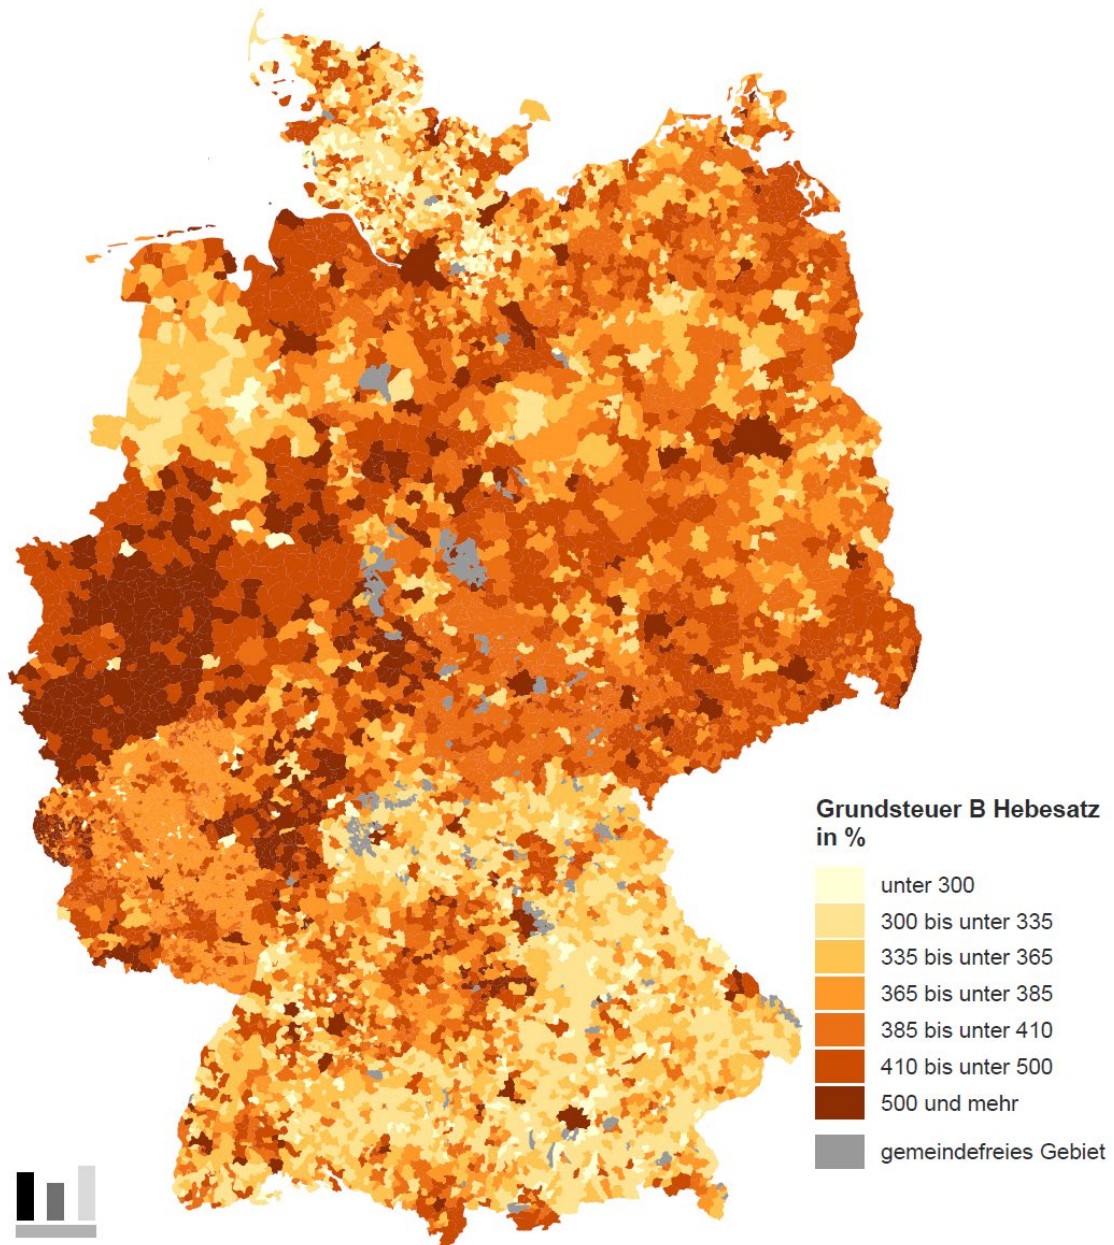 Grundsteuer B Hebesatz
in %
unter 300
300 bis unter 335
335 bis unter 365
365 bis unter 385
385 bis unter 410
410 bis unter 500
500 und mehr
gemeindefreies Gebiet